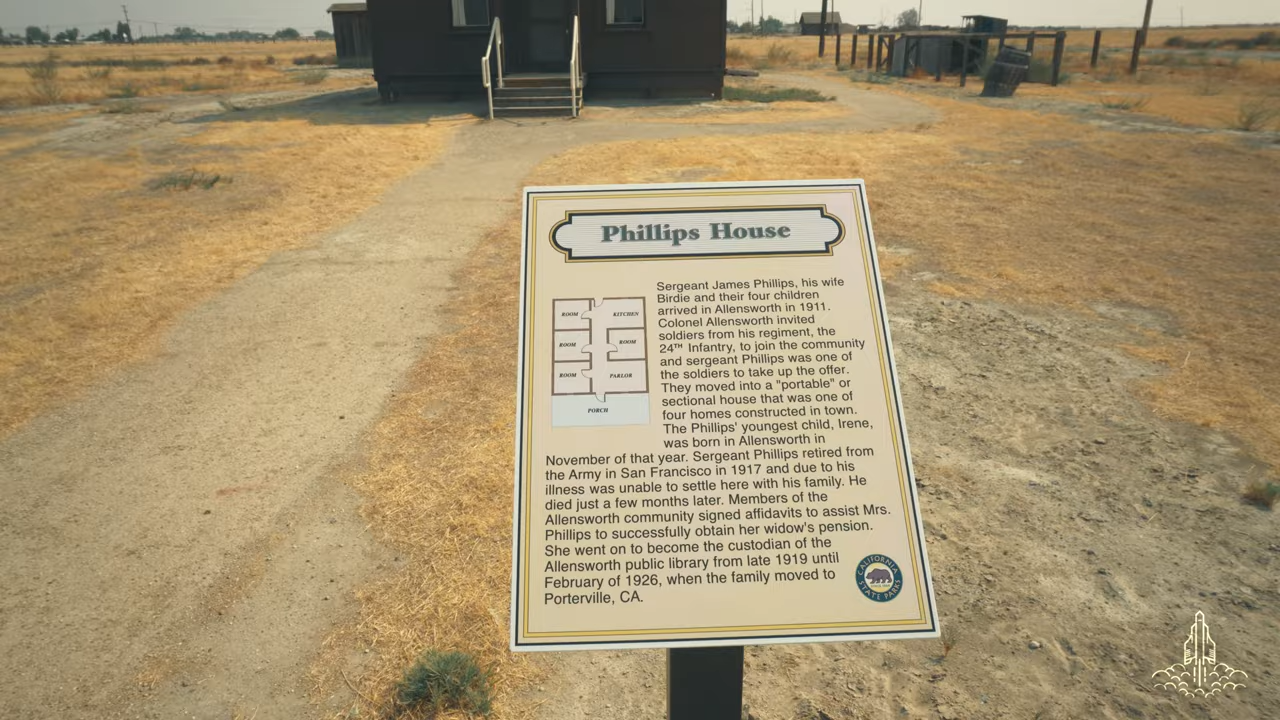 Phillips House
Sergeant James Phillips, his wife
Birdie and their four children
arrived in Allensworth in 1911.
Colonel Allensworth invited
soldiers from his regiment, the
24TH Infantry, to join the community
and sergeant Phillips was one of
the soldiers to take up the offer.
They moved into a "portable" or
sectional house that was one of
four homes constructed in town.
The Phillips' youngest child, Irene,
was born in Allensworth in
November of that year. Sergeant Phillips retired from
the Army in San Francisco in 1917 and due to his
illness was unable to settle here with his family. He
died just a few months later. Members of the
Allensworth community signed affidavits to assist Mrs.
Phillips to successfully obtain her widow's pension.
She went on to become the custodian of the
Allensworth public library from late 1919 until
February of 1926, when the family moved to
Porterville, CA.
ROOM KITCHEN
ROOM ROOM
ROOM PARLOR
PORCH
CALIFORNIA
STATE PARKS